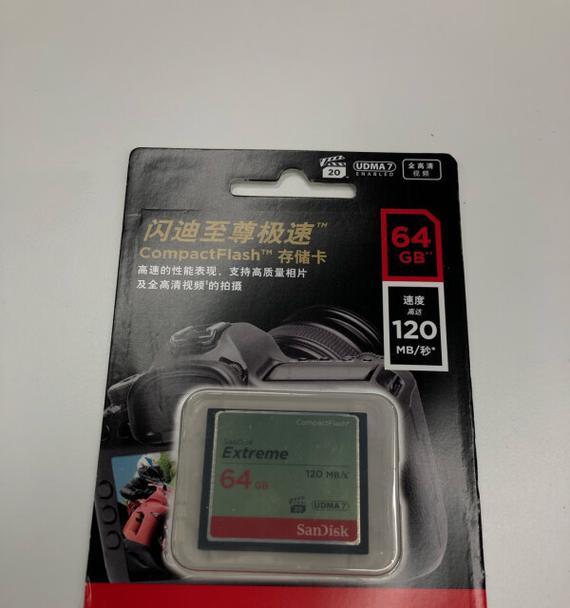 20
UDMA 7
ENABLED
全高清
视频
闪迪至尊极速™
CompactFlash™ 存储卡
高速的性能表现，支持高质量相片
及全高清视频¹的拍摄
64
GB**
速度
高达
120
MB/秒*
CompactFlash®
SanDisk
Extreme
64 GB
120 MB/s*
20
UDMA 7
SanDisk